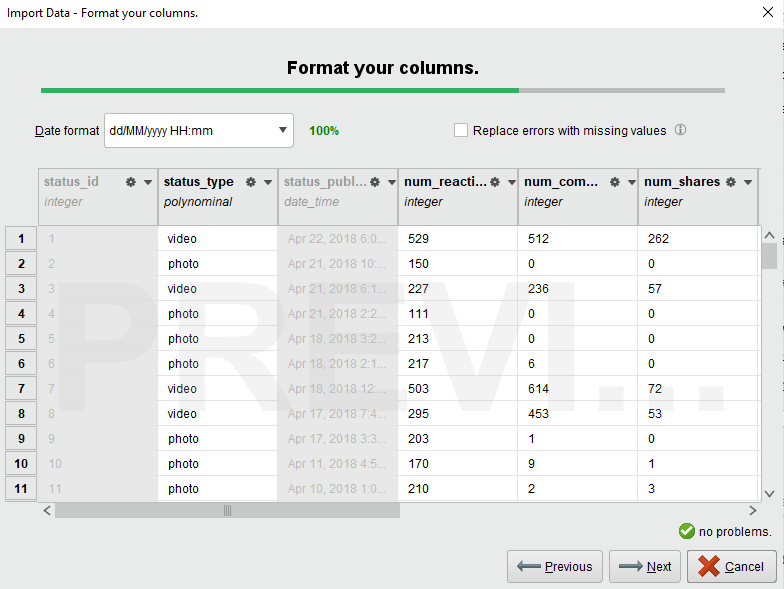 Import Data - Format your columns.
Format your columns.
Date format dd/MM/yyyy HH:mm 100% Replace errors with missing values
status_id status_type status_publ... num_reacti... num_com... num_shares
integer polynominal date_time integer integer integer
1 1 video Apr 22, 2018 6:0... 529 512 262
2 2 photo Apr 21, 2018 10:... 150 0 0
3 3 video Apr 21, 2018 6:1... 227 236 57
4 4 photo Apr 21, 2018 2:2... 111 0 0
5 5 photo Apr 18, 2018 3:2... 213 0 0
6 6 photo Apr 18, 2018 2:1... 217 6 0
7 7 video Apr 18, 2018 12:... 503 614 72
8 8 video Apr 17, 2018 7:4... 295 453 53
9 9 photo Apr 17, 2018 3:3... 203 1 0
10 10 photo Apr 11, 2018 4:5... 170 9 1
11 11 photo Apr 10, 2018 1:0... 210 2 3
PREVI...
no problems.
Previous Next Cancel